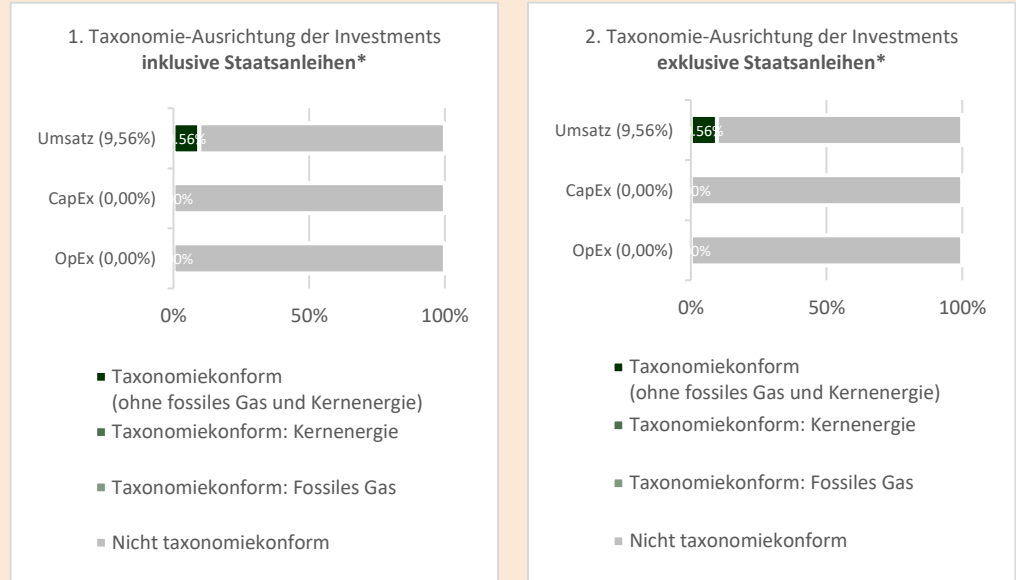 1. Taxonomie-Ausrichtung der Investments
inklusive Staatsanleihen*
Umsatz (9,56%)
.56%
CapEx (0,00%)
0%
OpEx (0,00%)
0%
0%
50%
100%
Taxonomiekonform
(ohne fossiles Gas und Kernenergie)
Taxonomiekonform: Kernenergie
Taxonomiekonform: Fossiles Gas
Nicht taxonomiekonform
2. Taxonomie-Ausrichtung der Investments
exklusive Staatsanleihen*
Umsatz (9,56%)
.56%
CapEx (0,00%)
0%
OpEx (0,00%)
0%
0%
50%
100%
Taxonomiekonform
(ohne fossiles Gas und Kernenergie)
Taxonomiekonform: Kernenergie
Taxonomiekonform: Fossiles Gas
Nicht taxonomiekonform